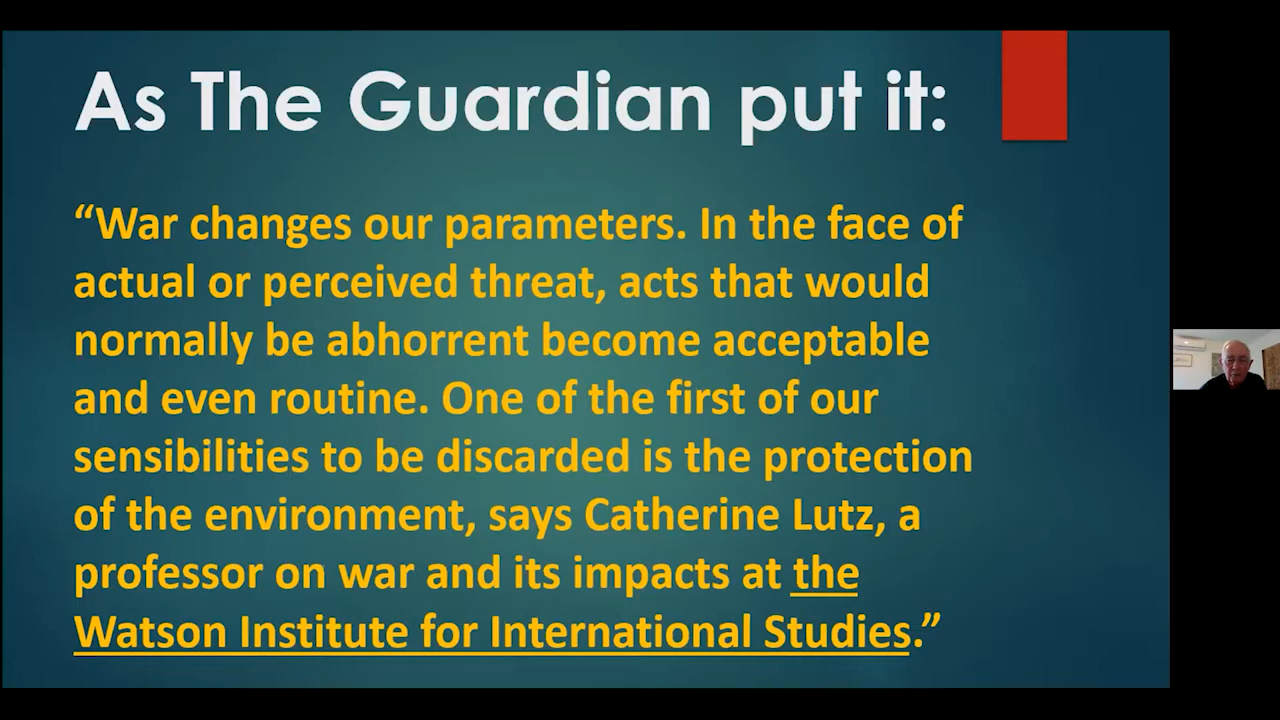 As The Guardian put it:
“War changes our parameters. In the face of
actual or perceived threat, acts that would
normally be abhorrent become acceptable
and even routine. One of the first of our
sensibilities to be discarded is the protection
of the environment, says Catherine Lutz, a
professor on war and its impacts at the
Watson Institute for International Studies.”